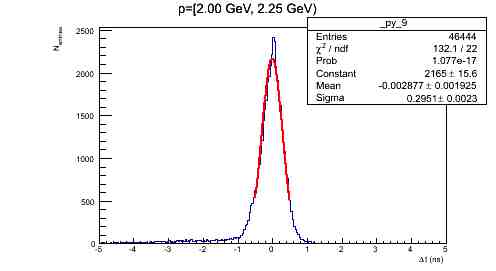 p=[2.00 GeV, 2.25 GeV)
_py_9
Entries 46444
χ² / ndf 132.1 / 22
Prob 1.077e-17
Constant 2165 ± 15.6
Mean -0.002877 ± 0.001925
Sigma 0.2951 ± 0.0023
N_entries
2500
2000
1500
1000
500
0
-5 -4 -3 -2 -1 0 1 2 3 4 5
Δt (ns)